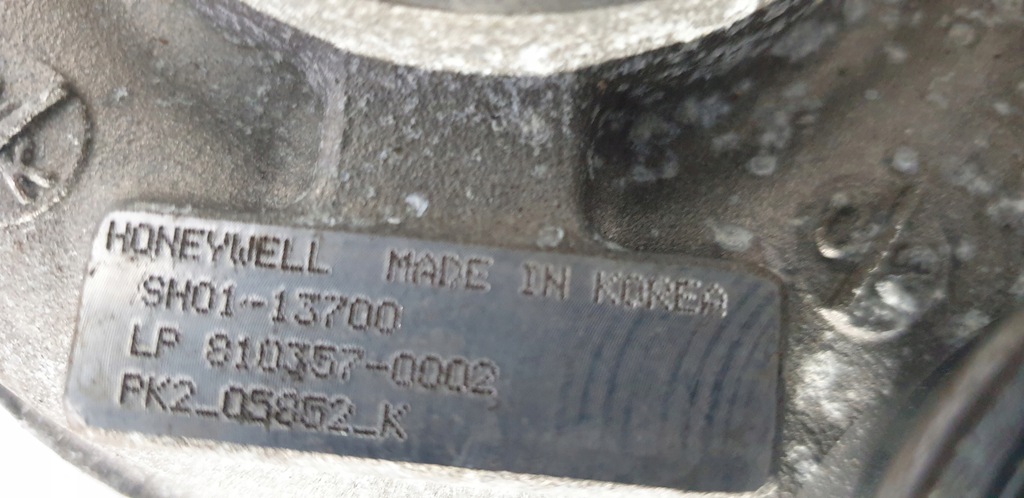 HONEYWELL MADE IN KOREA
SH01-13700
LP 810357-0002
PK2_05862_K